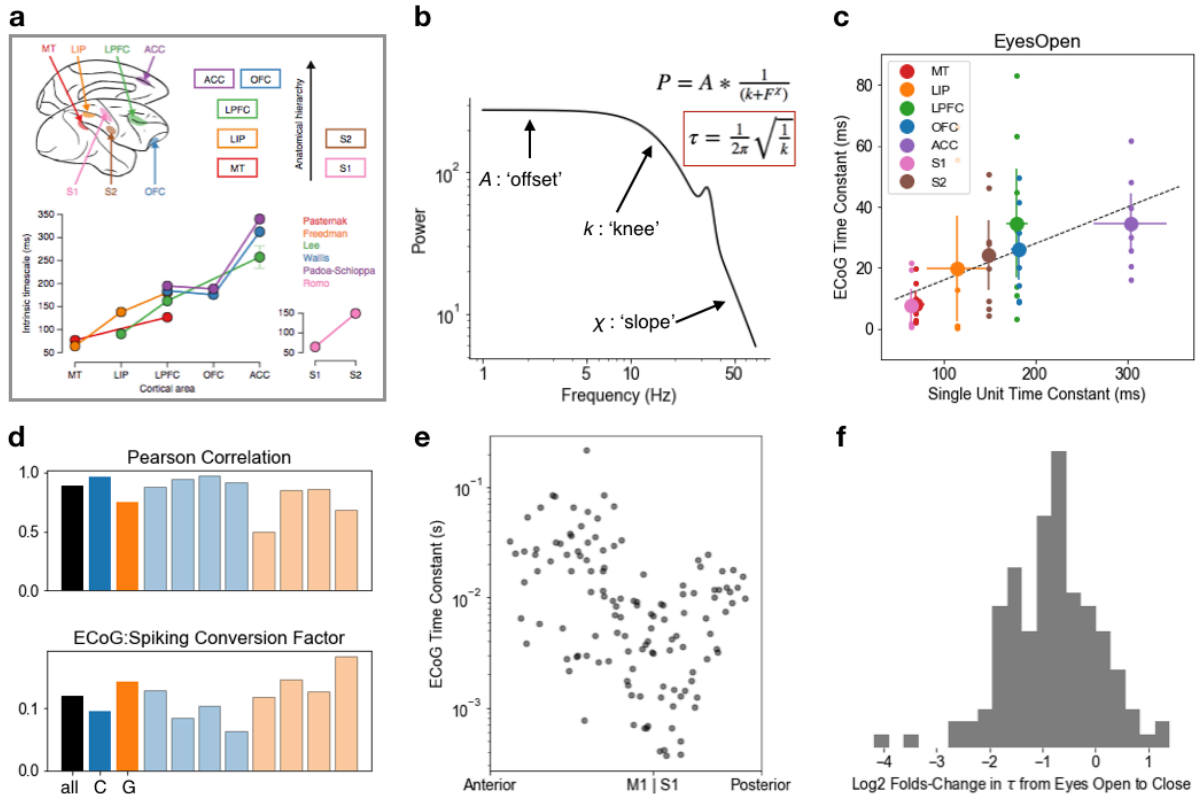 a
MT LIP LPFC ACC
ACC OFC
LPFC
LIP S2
MT S1
Anatomical hierarchy
S1 S2 OFC
Intrinsic timescale (ms)
350
300
250
200
150
100
50
MT LIP LPFC OFC ACC
Cortical area
Pasternak
Freedman
Lee
Wallis
Padoa-Schioppa
Romo
150
100
50
S1 S2
b
P = A * 1/(k+F^χ)
τ = 1/2π √1/k
A : 'offset'
k : 'knee'
χ : 'slope'
Power
10²
10¹
1 5 10 50
Frequency (Hz)
c
EyesOpen
MT
LIP
LPFC
OFC
ACC
S1
S2
ECoG Time Constant (ms)
80
60
40
20
0
100 200 300
Single Unit Time Constant (ms)
d
Pearson Correlation
1.0
0.5
0.0
ECoG:Spiking Conversion Factor
0.1
0.0
all C G
e
ECoG Time Constant (s)
10⁻¹
10⁻²
10⁻³
Anterior M1 | S1 Posterior
f
−4 −3 −2 −1 0 1
Log2 Folds-Change in τ from Eyes Open to Close